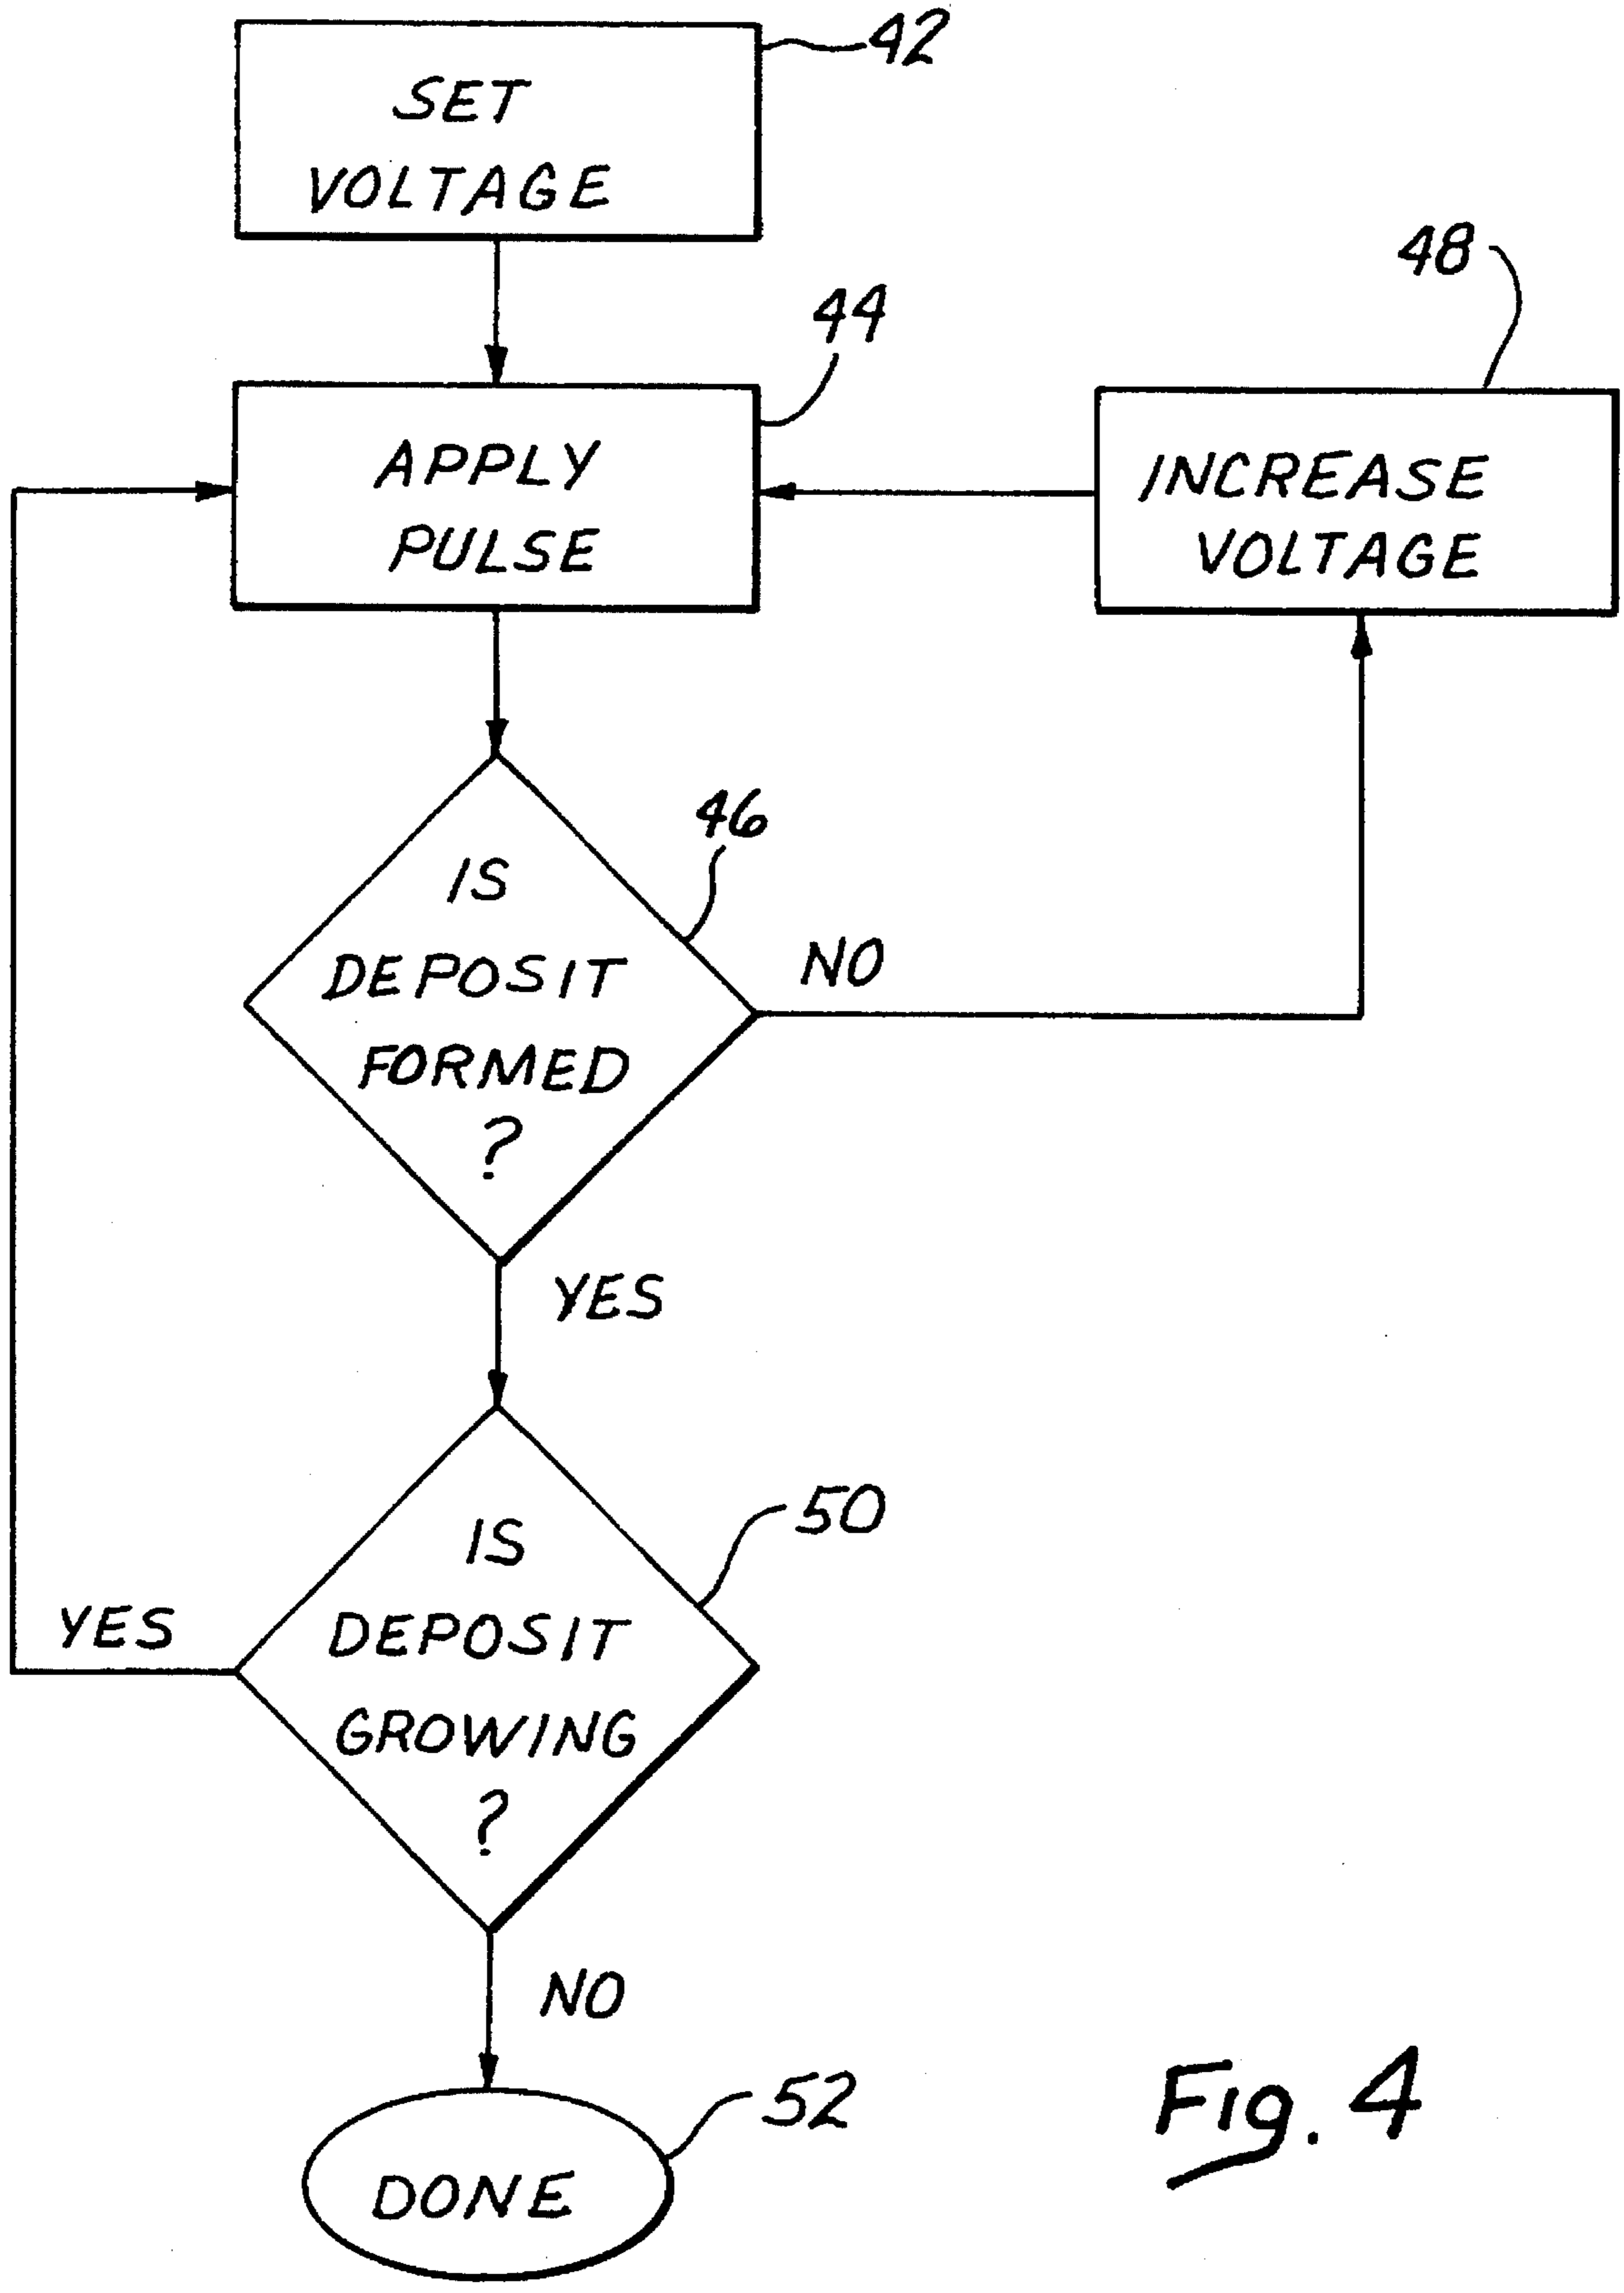 42
SET
VOLTAGE
48
44
APPLY
PULSE
INCREASE
VOLTAGE
46
IS
DEPOSIT
FORMED
?
NO
YES
50
IS
DEPOSIT
GROWING
?
YES
NO
52
DONE
Fig. 4